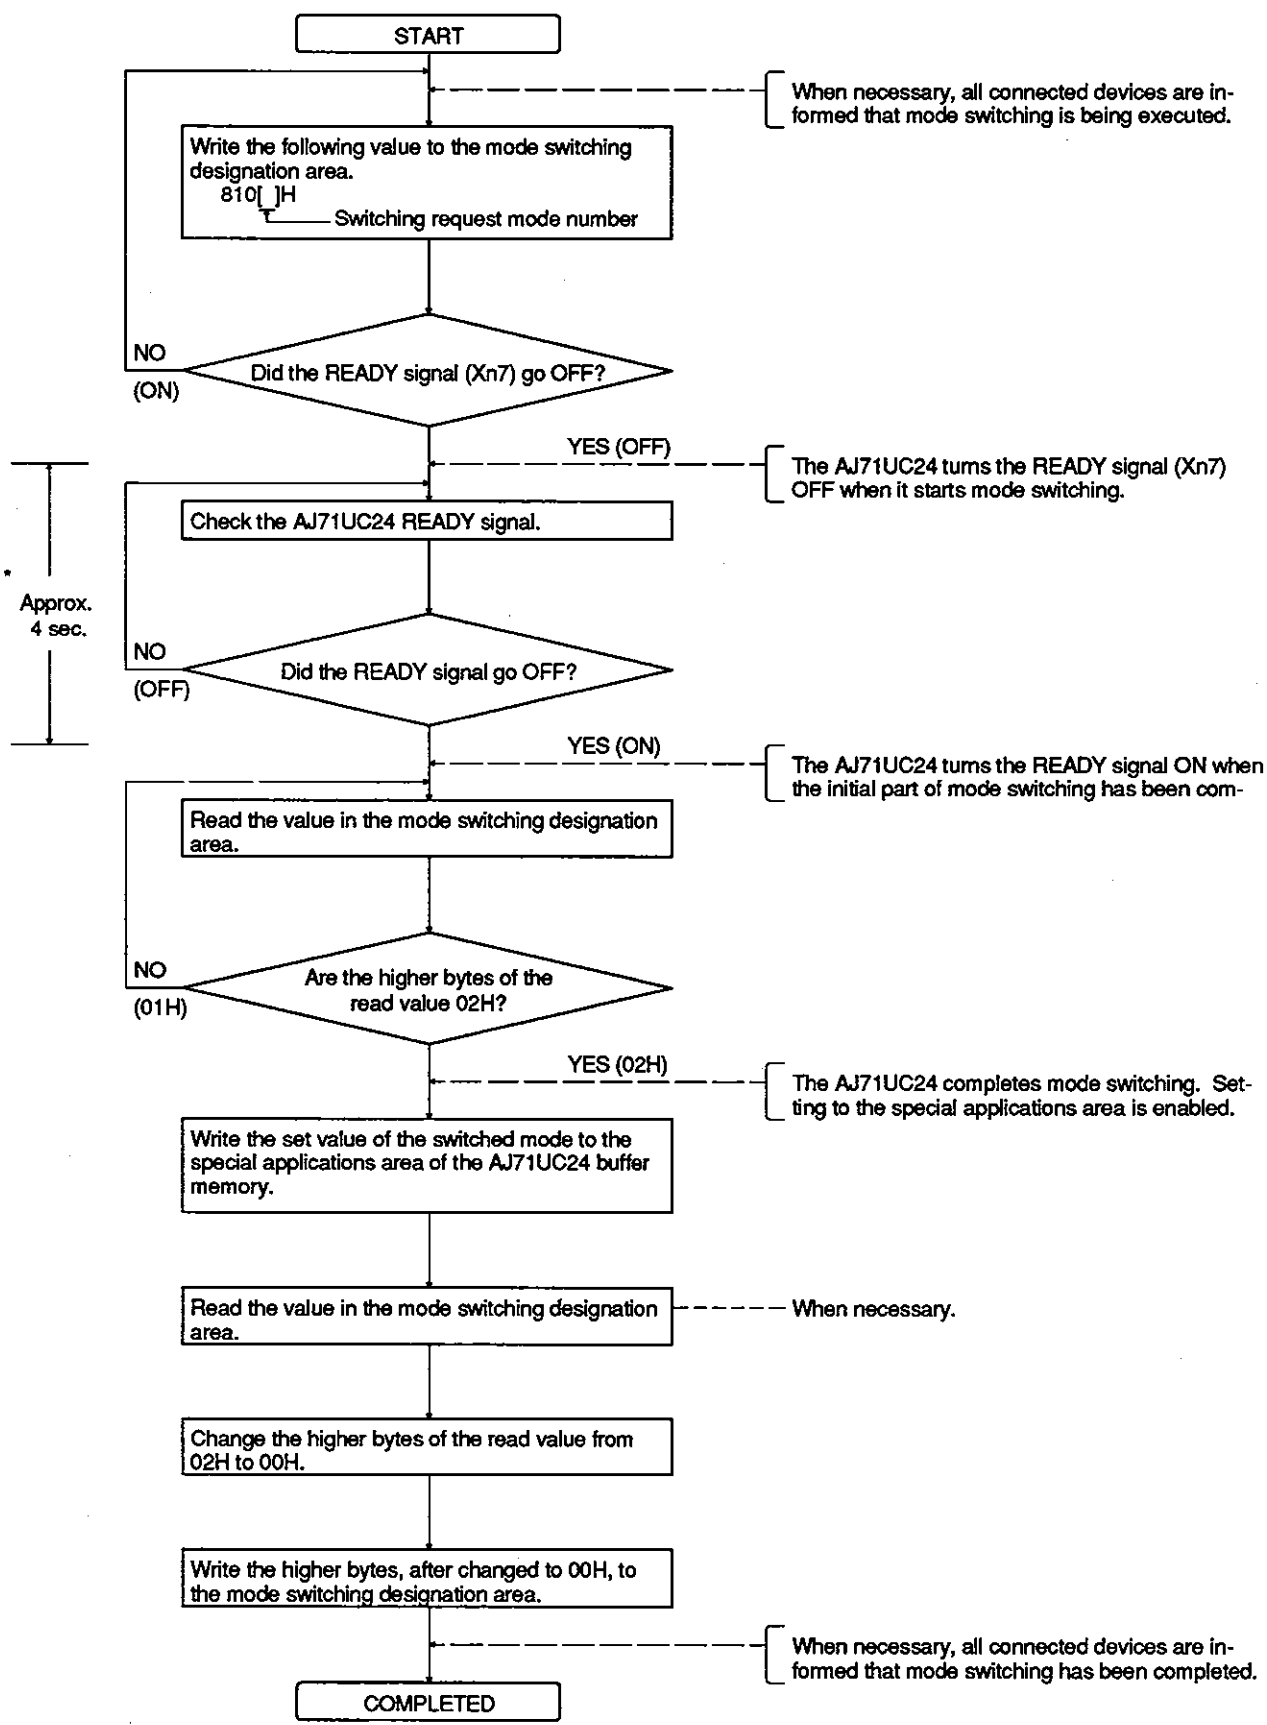 START
When necessary, all connected devices are in-
formed that mode switching is being executed.
Write the following value to the mode switching
designation area.
810[ ]H
Switching request mode number
NO
(ON)
Did the READY signal (Xn7) go OFF?
YES (OFF)
The AJ71UC24 turns the READY signal (Xn7)
OFF when it starts mode switching.
Check the AJ71UC24 READY signal.
*
Approx.
4 sec.
NO
(OFF)
Did the READY signal go OFF?
YES (ON)
The AJ71UC24 turns the READY signal ON when
the initial part of mode switching has been com-
Read the value in the mode switching designation
area.
NO
(01H)
Are the higher bytes of the
read value 02H?
YES (02H)
The AJ71UC24 completes mode switching. Set-
ting to the special applications area is enabled.
Write the set value of the switched mode to the
special applications area of the AJ71UC24 buffer
memory.
Read the value in the mode switching designation
area.
When necessary.
Change the higher bytes of the read value from
02H to 00H.
Write the higher bytes, after changed to 00H, to
the mode switching designation area.
When necessary, all connected devices are in-
formed that mode switching has been completed.
COMPLETED